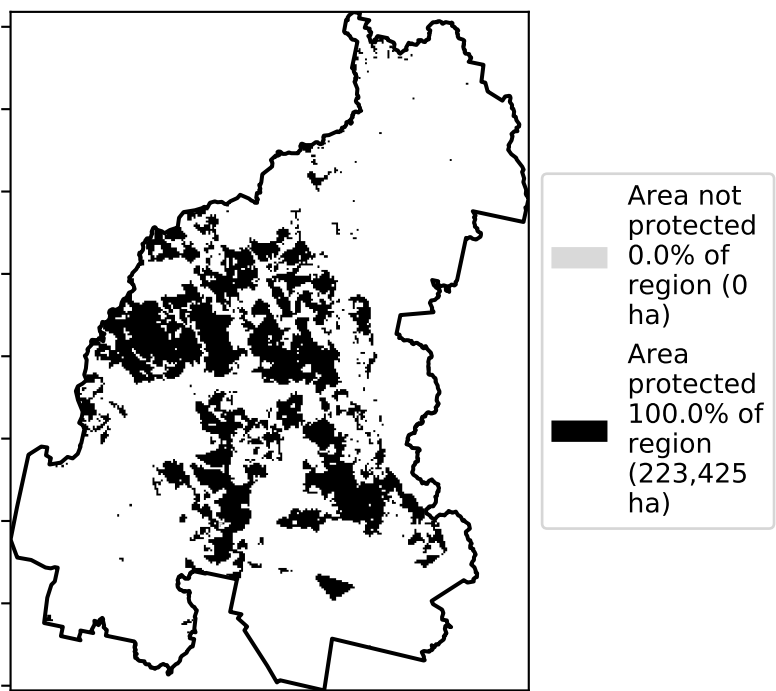 Area not
protected
0.0% of
region (0
ha)
Area
protected
100.0% of
region
(223,425
ha)